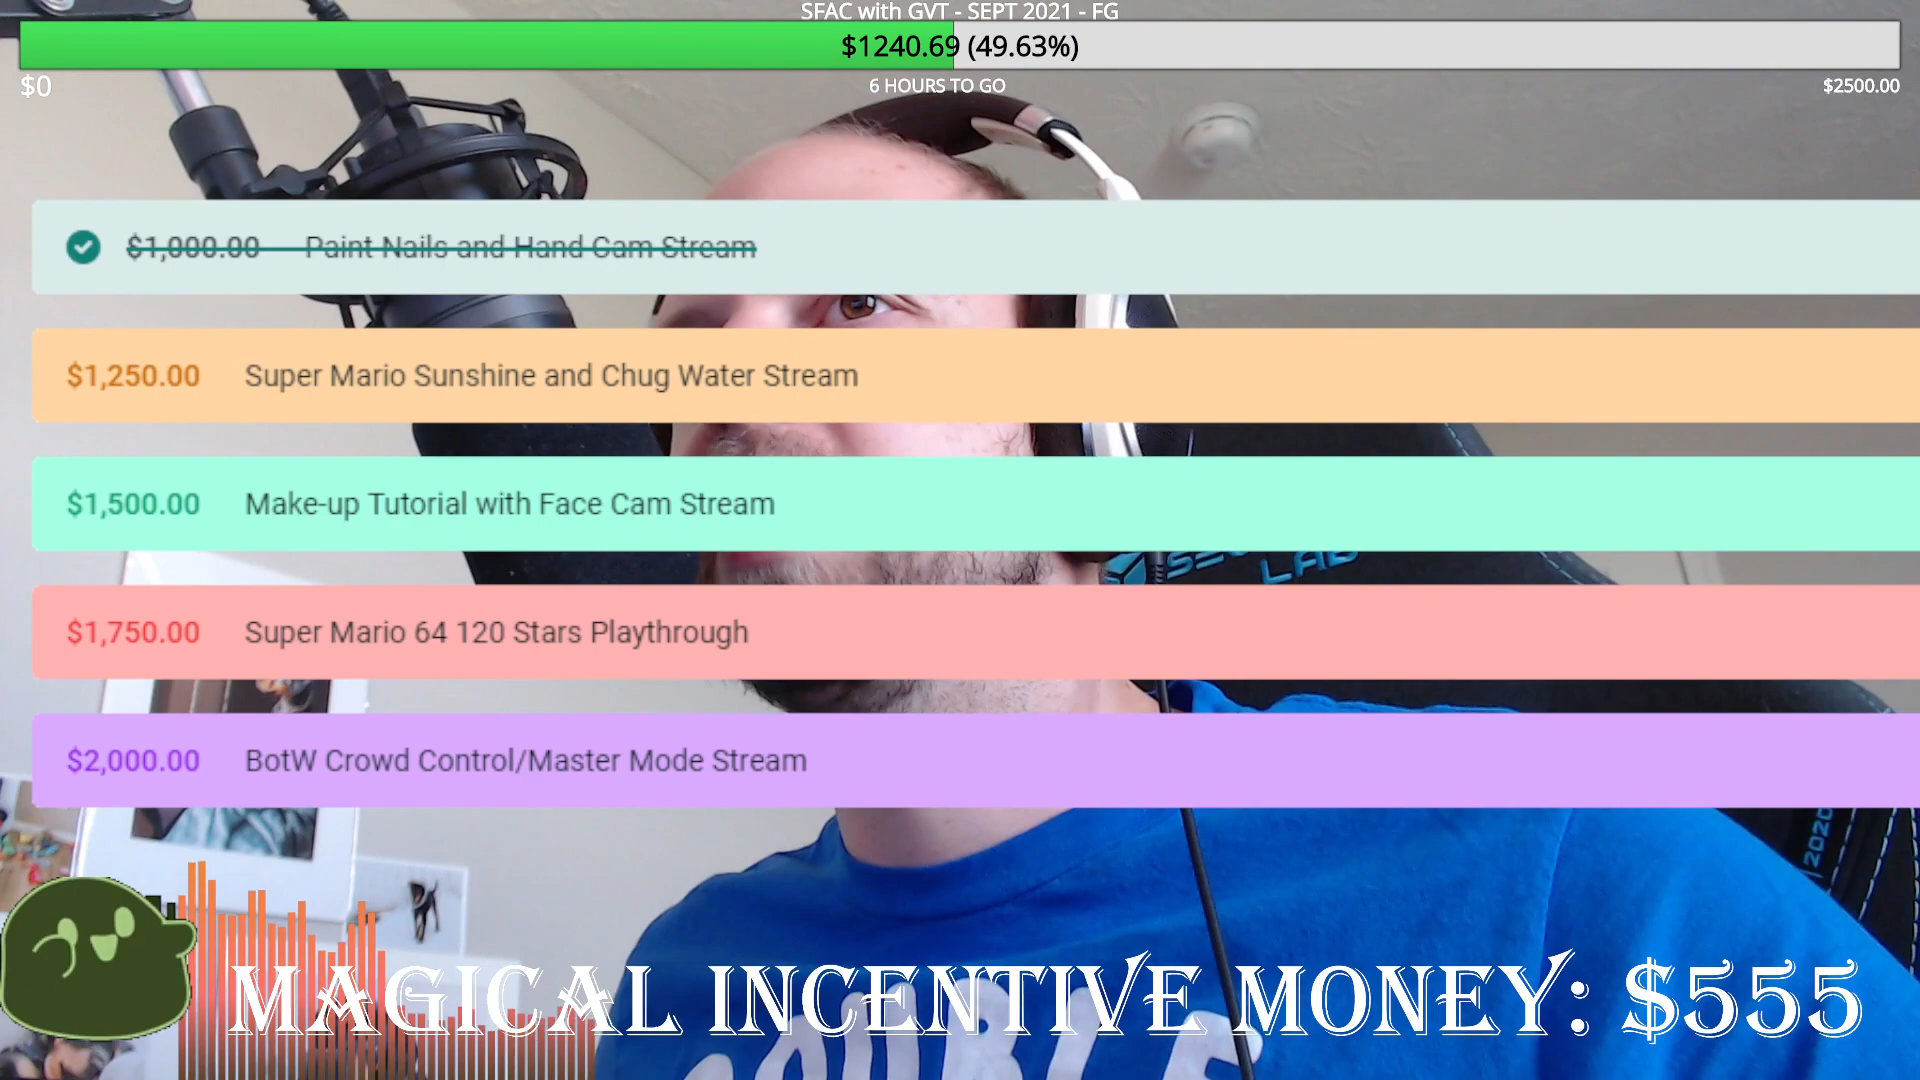 SFAC with GVT - SEPT 2021 - FG
$1240.69 (49.63%)
$0 6 HOURS TO GO $2500.00
$1,000.00 Paint Nails and Hand Cam Stream
$1,250.00 Super Mario Sunshine and Chug Water Stream
$1,500.00 Make-up Tutorial with Face Cam Stream
$1,750.00 Super Mario 64 120 Stars Playthrough
$2,000.00 BotW Crowd Control/Master Mode Stream
/2020
MAGICAL INCENTIVE MONEY: $555